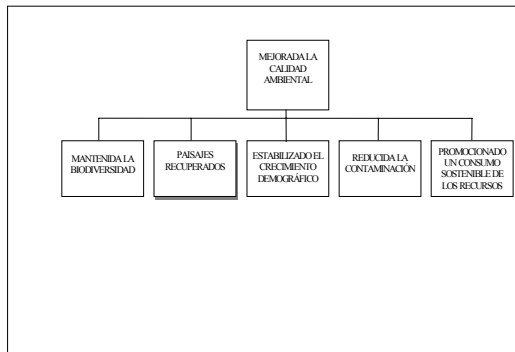 MEJORADA LA
CALIDAD
AMBIENTAL
MANTENIDA LA
BIODIVERSIDAD
PAISAJES
RECUPERADOS
ESTABILIZADO EL
CRECIMIENTO
DEMOGRÁFICO
REDUCIDA LA
CONTAMINACIÓN
PROMOCIONADO
UN CONSUMO
SOSTENIBLE DE
LOS RECURSOS